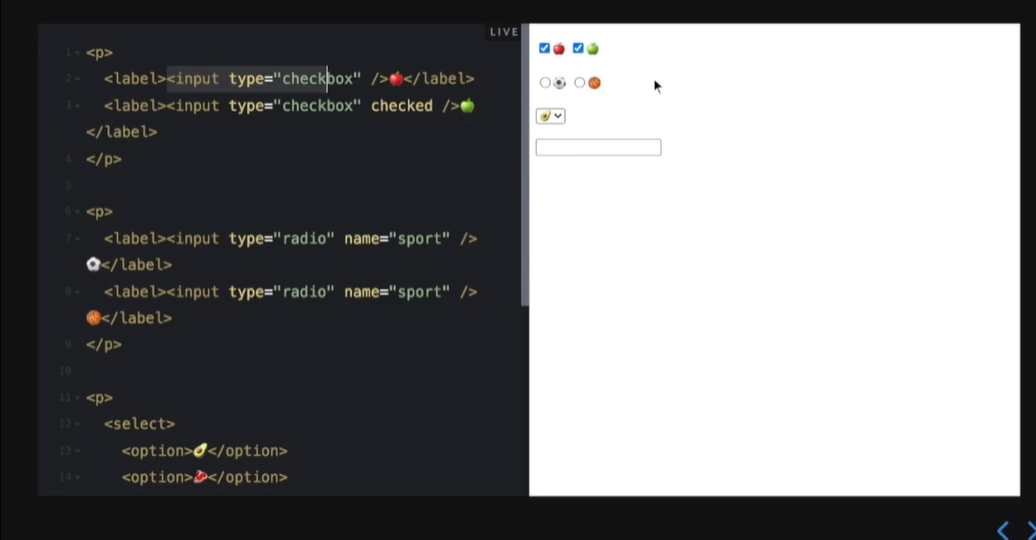 LIVE
1 <p>
2 <label><input type="checkbox" />🍎</label>
3 <label><input type="checkbox" checked />🍏
</label>
4 </p>
5
6 <p>
7 <label><input type="radio" name="sport" />
⚽</label>
8 <label><input type="radio" name="sport" />
🏀</label>
9 </p>
10
11 <p>
12 <select>
13 <option>🥑</option>
14 <option>🥩</option>